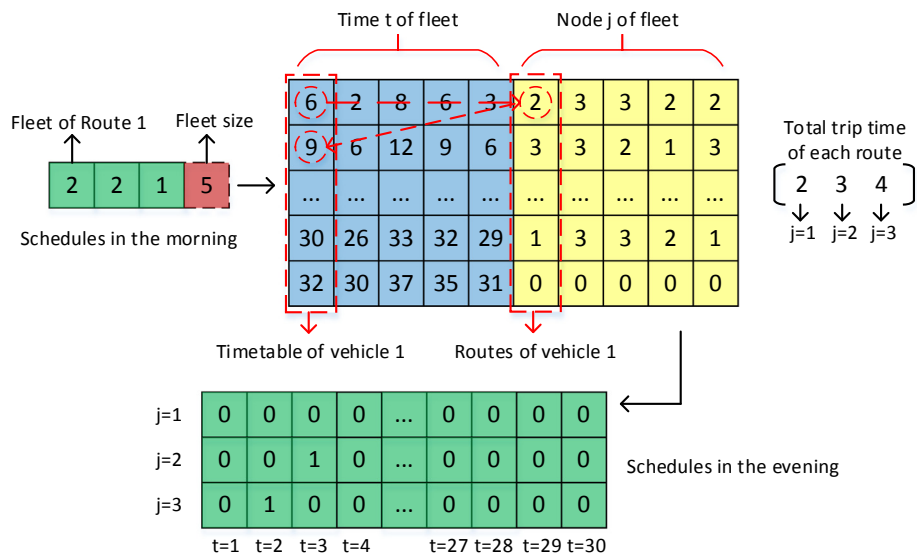 Time t of fleet
Node j of fleet
Fleet of Route 1
Fleet size
2 2 1 5
Schedules in the morning
6 2 8 6 3 2 3 3 2 2
9 6 12 9 6 3 3 2 1 3
... ... ... ... ... ... ... ... ... ...
30 26 33 32 29 1 3 3 2 1
32 30 37 35 31 0 0 0 0 0
Total trip time
of each route
2 3 4
j=1 j=2 j=3
Timetable of vehicle 1
Routes of vehicle 1
j=1 0 0 0 0 ... 0 0 0 0
j=2 0 0 1 0 ... 0 0 0 0
j=3 0 1 0 0 ... 0 0 0 0
t=1 t=2 t=3 t=4 t=27 t=28 t=29 t=30
Schedules in the evening